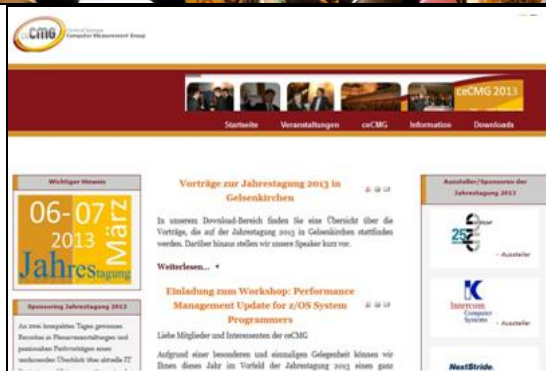 ceCMG
Central Europe
Computer Measurement Group
ceCMG 2013
Startseite Veranstaltungen ceCMG Information Downloads
Wichtiger Hinweis
06-07
2013
März
Jahrestagung
Sponsoring Jahrestagung 2013
An zwei kompakten Tagen gewinnen
Besucher in Plenarveranstaltungen und
passenden Fachvorträgen einen
umfassenden Überblick über aktuelle IT
Vorträge zur Jahrestagung 2013 in
Gelsenkirchen
In unserem Download-Bereich finden Sie eine Übersicht über die
Vorträge, die auf der Jahrestagung 2013 in Gelsenkirchen stattfinden
werden. Darüber hinaus stellen wir unsere Speaker kurz vor.
Weiterlesen...
Einladung zum Workshop: Performance
Management Update for z/OS System
Programmers
Liebe Mitglieder und Interessenten der ceCMG
Aufgrund einer besonderen und einmaligen Gelegenheit können wir
Ihnen dieses Jahr im Vorfeld der Jahrestagung 2013 einen ganz
Aussteller/Sponsoren der
Jahrestagung 2013
25
- Aussteller
Intercom
Computer
Systems
- Aussteller
NextStride.